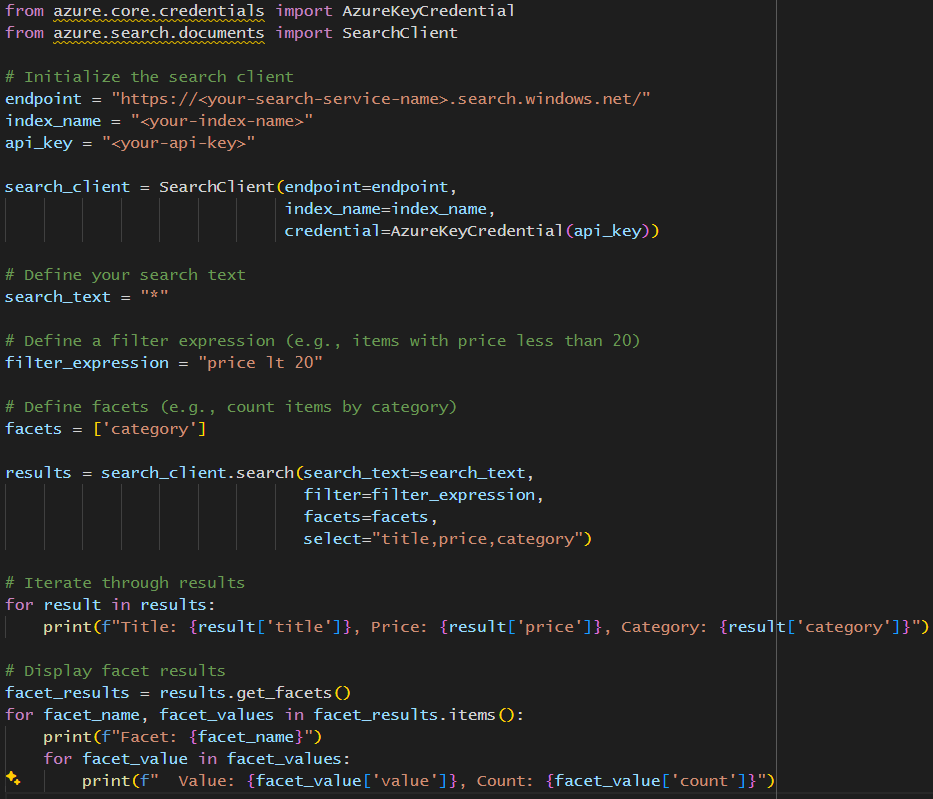 from azure.core.credentials import AzureKeyCredential
from azure.search.documents import SearchClient
# Initialize the search client
endpoint = "https://<your-search-service-name>.search.windows.net/"
index_name = "<your-index-name>"
api_key = "<your-api-key>"
search_client = SearchClient(endpoint=endpoint,
                             index_name=index_name,
                             credential=AzureKeyCredential(api_key))
# Define your search text
search_text = "*"
# Define a filter expression (e.g., items with price less than 20)
filter_expression = "price lt 20"
# Define facets (e.g., count items by category)
facets = ['category']
results = search_client.search(search_text=search_text,
                               filter=filter_expression,
                               facets=facets,
                               select="title,price,category")
# Iterate through results
for result in results:
    print(f"Title: {result['title']}, Price: {result['price']}, Category: {result['category']}")
# Display facet results
facet_results = results.get_facets()
for facet_name, facet_values in facet_results.items():
    print(f"Facet: {facet_name}")
    for facet_value in facet_values:
        print(f"  Value: {facet_value['value']}, Count: {facet_value['count']}")